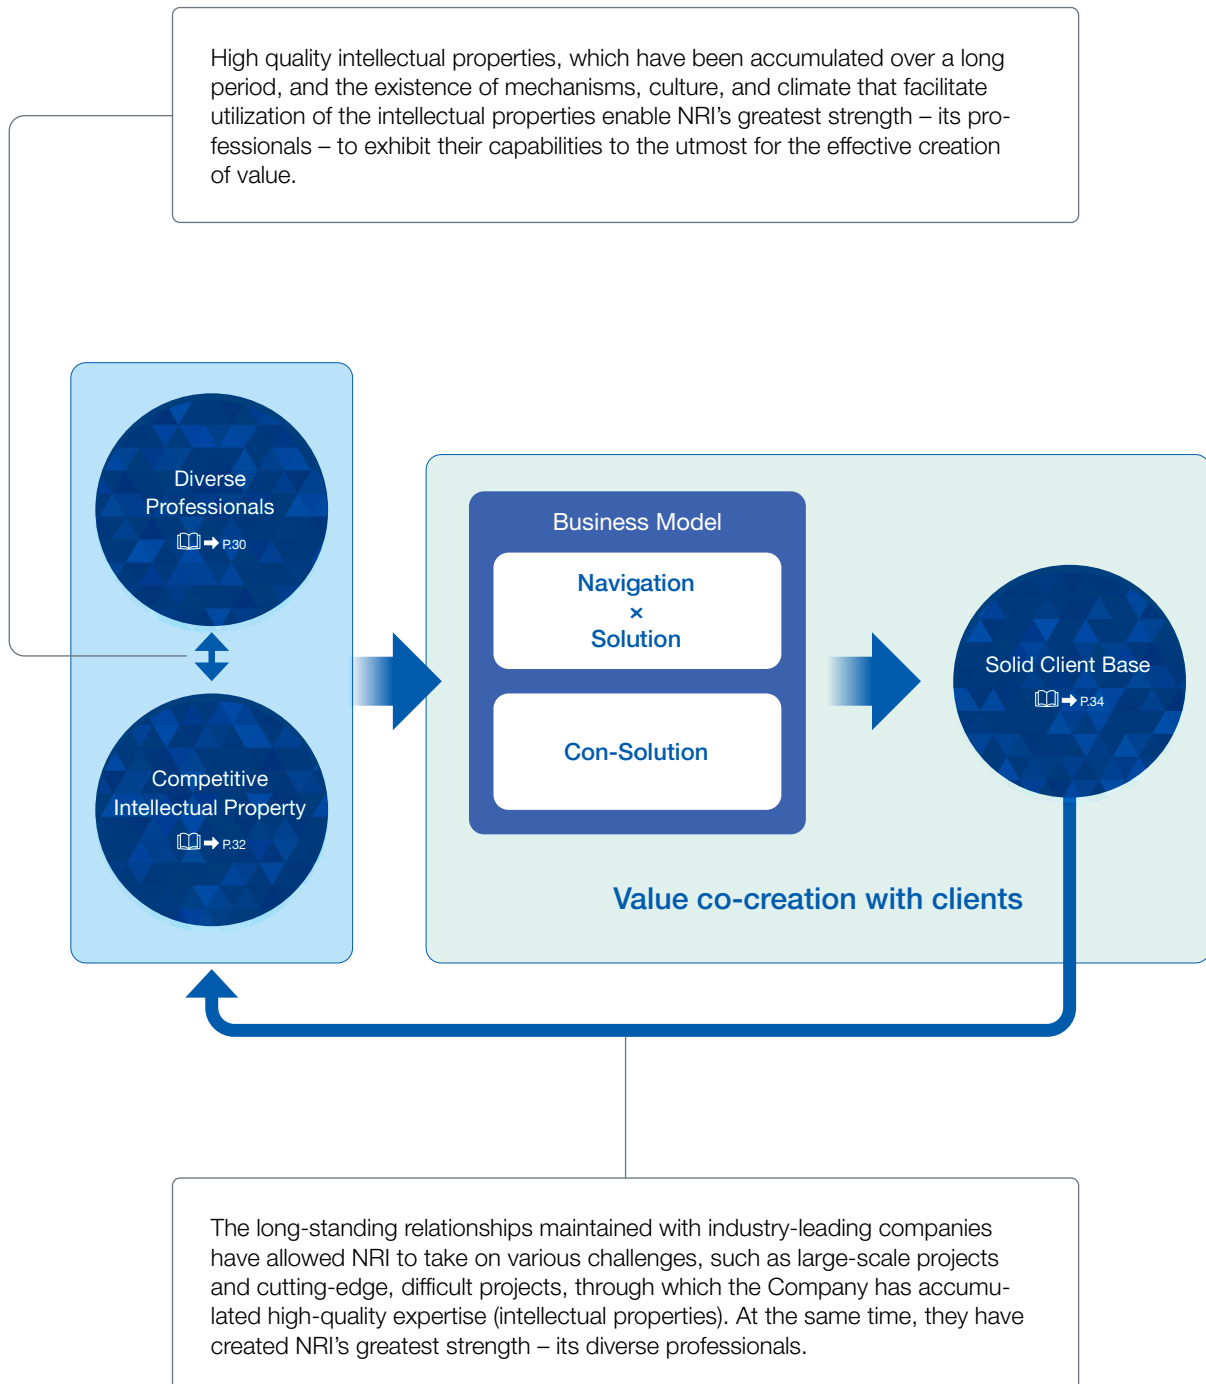 High quality intellectual properties, which have been accumulated over a long
period, and the existence of mechanisms, culture, and climate that facilitate
utilization of the intellectual properties enable NRI’s greatest strength – its pro-
fessionals – to exhibit their capabilities to the utmost for the effective creation
of value.
Diverse
Professionals
P.30
Competitive
Intellectual Property
P.32
Business Model
Navigation
×
Solution
Con-Solution
Solid Client Base
P.34
Value co-creation with clients
The long-standing relationships maintained with industry-leading companies
have allowed NRI to take on various challenges, such as large-scale projects
and cutting-edge, difficult projects, through which the Company has accumu-
lated high-quality expertise (intellectual properties). At the same time, they have
created NRI’s greatest strength – its diverse professionals.